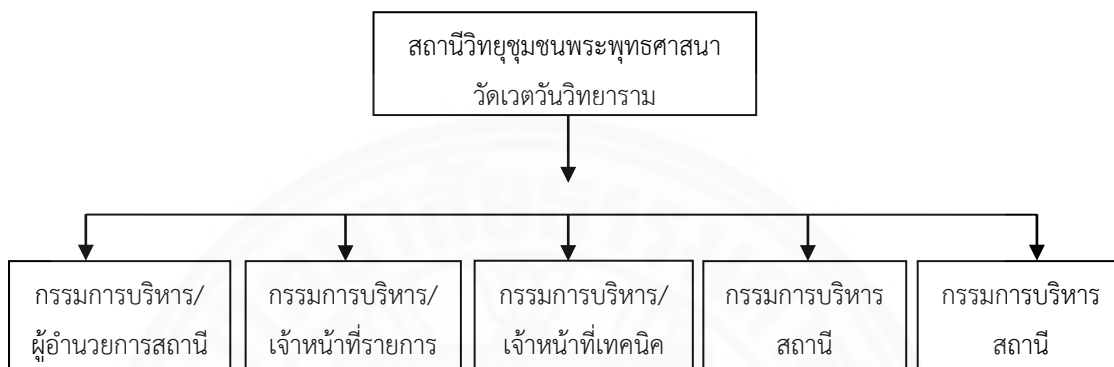 สถานีวิทยุชุมชนพระพุทธศาสนา
วัดเวตวันวิทยาราม
กรรมการบริหาร/
ผู้อำนวยการสถานี
กรรมการบริหาร/
เจ้าหน้าที่รายการ
กรรมการบริหาร/
เจ้าหน้าที่เทคนิค
กรรมการบริหาร
สถานี
กรรมการบริหาร
สถานี